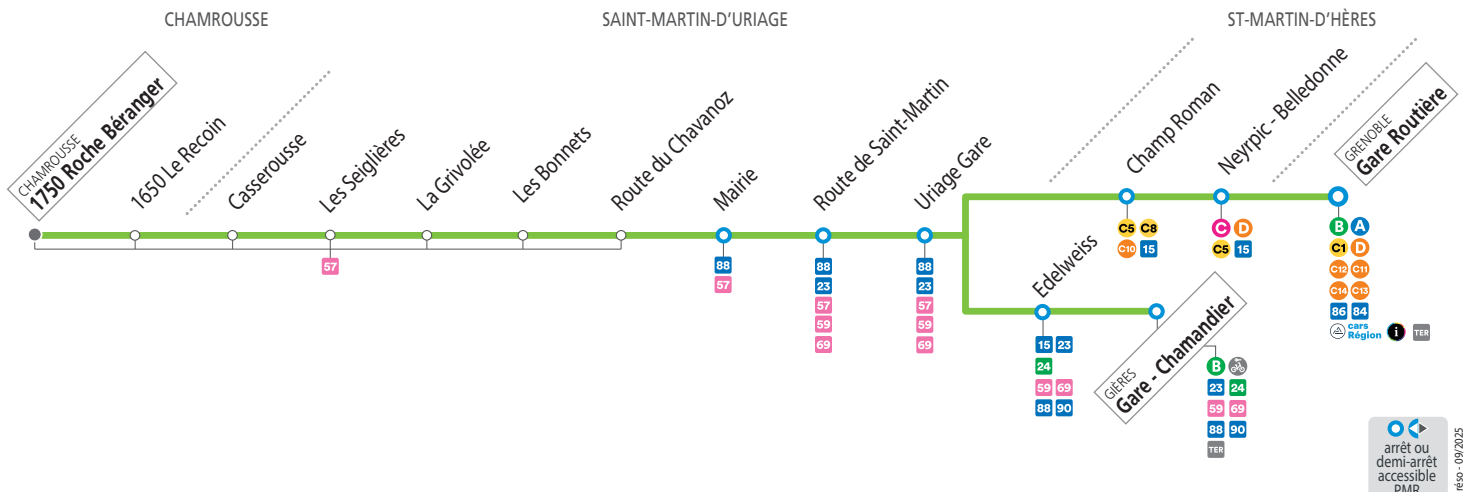 CHAMROUSSE
SAINT-MARTIN-D'URIAGE
ST-MARTIN-D'HÈRES
CHAMROUSSE
1750 Roche Béranger
1650 Le Recoin
Casserousse
Les Seiglières
La Grivolée
Les Bonnets
Route du Chavanoz
Mairie
Route de Saint-Martin
Uriage Gare
Champ Roman
Neyrpic - Belledonne
GRENOBLE
Gare Routière
Edelweiss
GIÈRES
Gare - Chamandier
57
88
57
88
23
57
59
69
88
23
57
59
69
C5 C8
C10 15
C D
C5 15
B A
C1 D
C12 C11
C14 C13
86 84
cars
Région
i TER
15 23
24
59 69
88 90
B
23 24
59 69
88 90
TER
arrêt ou
demi-arrêt
accessible
PMR
réso - 09/2025